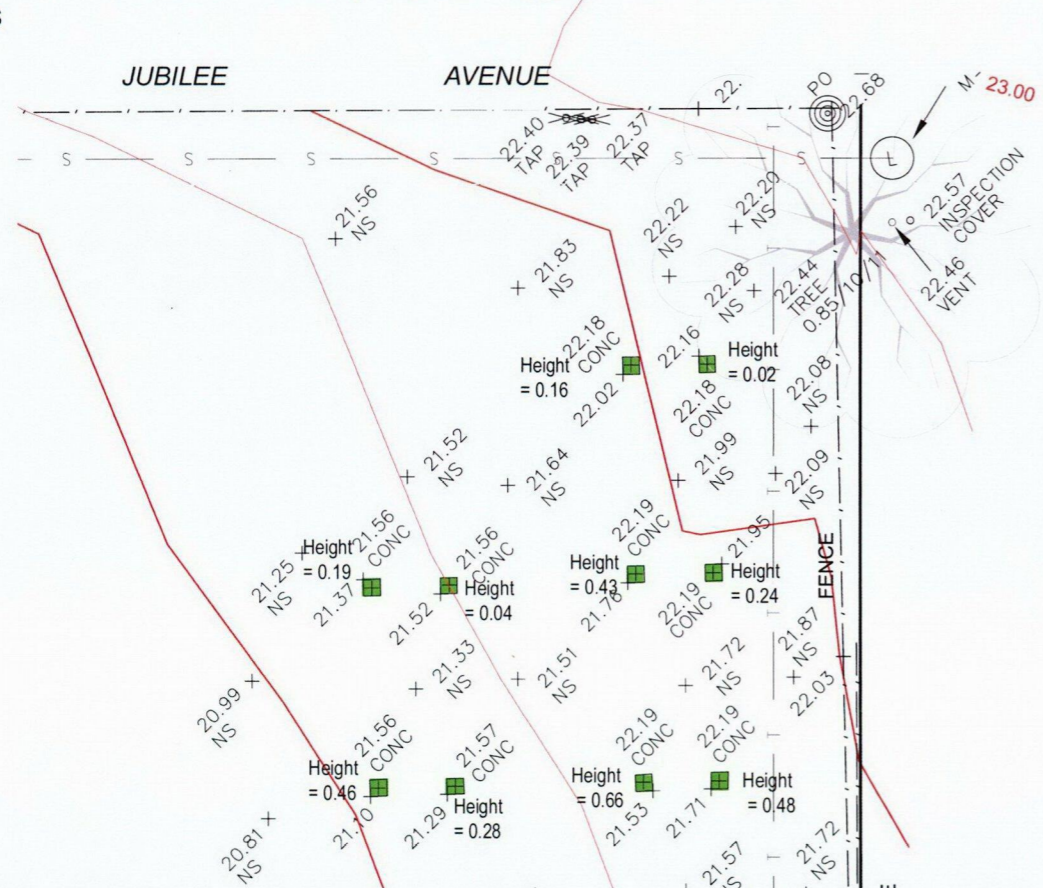 JUBILEE AVENUE
22.
PO
22.68
M-
23.00
22.40
TAP
22.39
TAP
22.37
TAP
S
S
S
S
S
S
21.56
NS
22.20
NS
22.22
NS
22.57
INSPECTION
COVER
21.83
NS
22.28
NS
22.44
TREE
0.85/10/11
22.46
VENT
22.18
CONC
22.16
Height
= 0.16
Height
= 0.02
22.02
22.18
CONC
22.08
NS
21.52
NS
21.64
NS
21.99
NS
22.09
NS
21.56
CONC
21.56
CONC
22.19
CONC
21.95
FENCE
Height
= 0.19
21.25
NS
21.37
Height
= 0.04
21.52
Height
= 0.43
21.76
Height
= 0.24
22.19
CONC
21.87
NS
21.33
NS
21.51
NS
21.72
NS
22.03
20.99
NS
21.56
CONC
21.57
CONC
22.19
CONC
22.19
CONC
Height
= 0.46
21.10
21.29
Height
= 0.28
Height
= 0.66
21.53
21.71
Height
= 0.48
20.81
NS
21.57
NS
21.72
NS